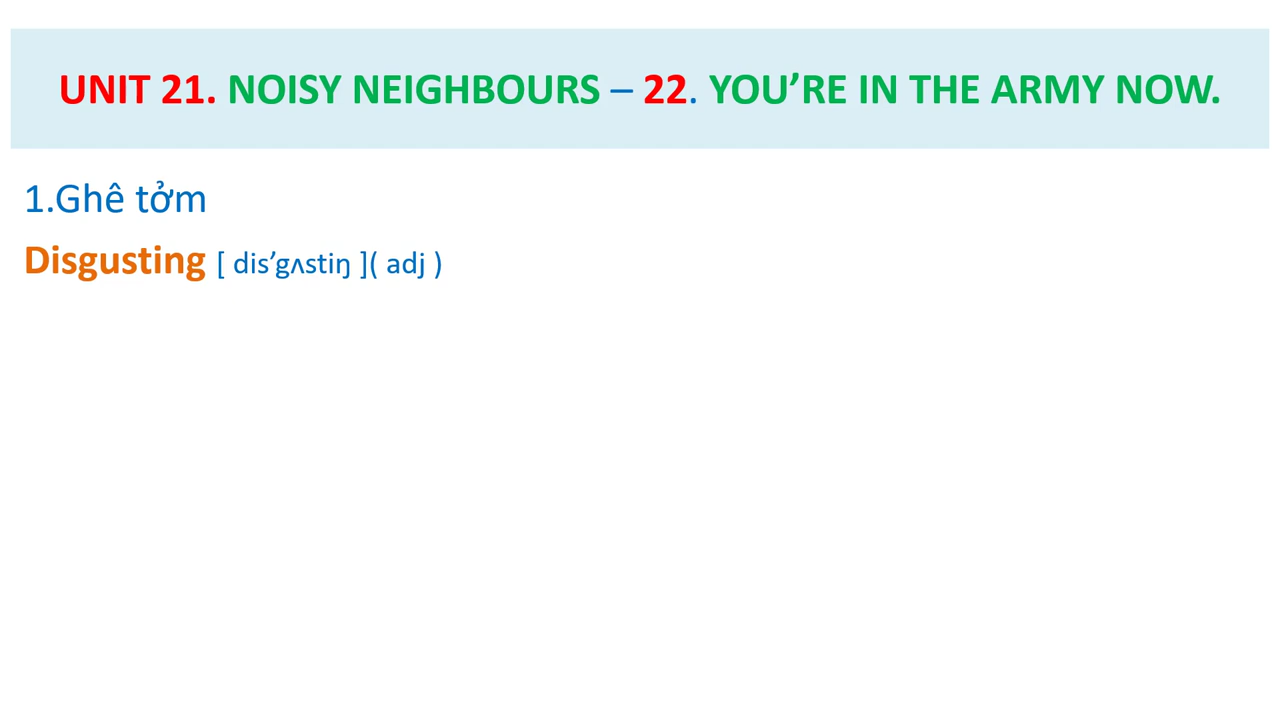 UNIT 21. NOISY NEIGHBOURS – 22. YOU’RE IN THE ARMY NOW.
1.Ghê tởm
Disgusting [ dis’gʌstiŋ ]( adj )